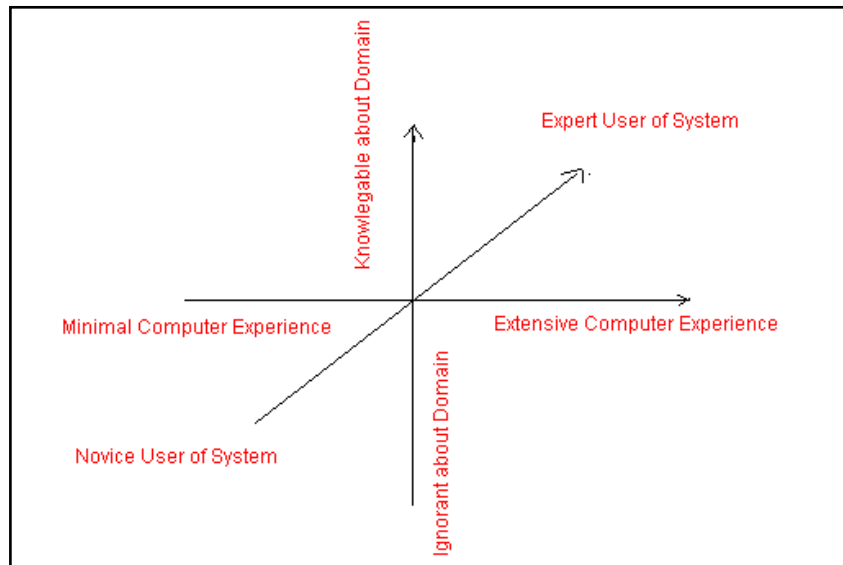 Knowlegable about Domain
Expert User of System
Minimal Computer Experience
Extensive Computer Experience
Novice User of System
Ignorant about Domain